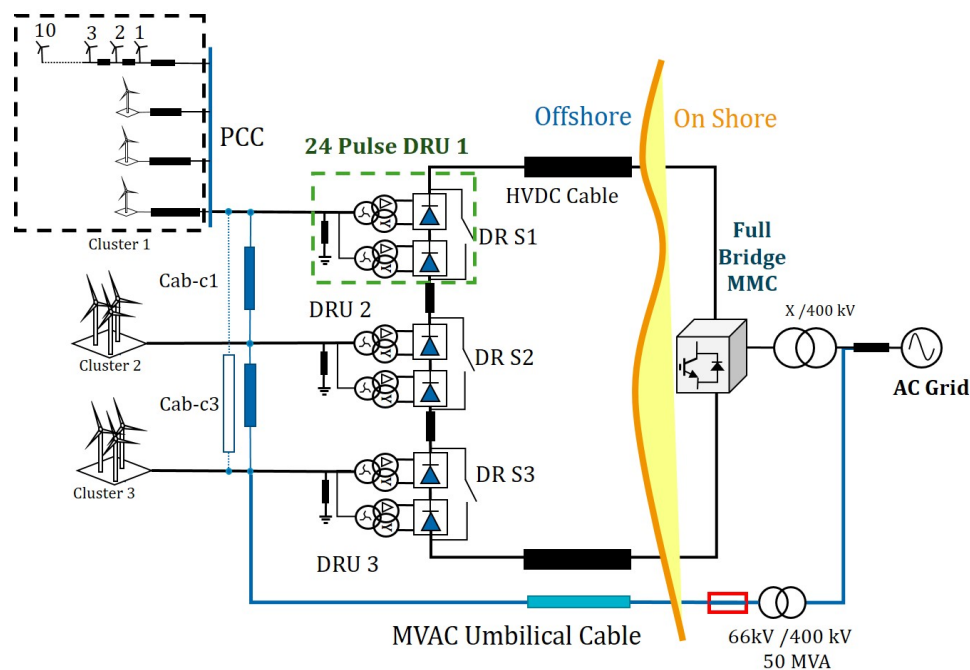 10
3
2
1
PCC
Cluster 1
24 Pulse DRU 1
Offshore
On Shore
HVDC Cable
Δ
Y
Δ
Y
DR S1
Full
Bridge
MMC
X /400 kV
AC Grid
Cab-c1
DRU 2
Δ
Y
Δ
Y
DR S2
Cluster 2
Cab-c3
Δ
Y
Δ
Y
DR S3
Cluster 3
DRU 3
MVAC Umbilical Cable
66kV /400 kV
50 MVA